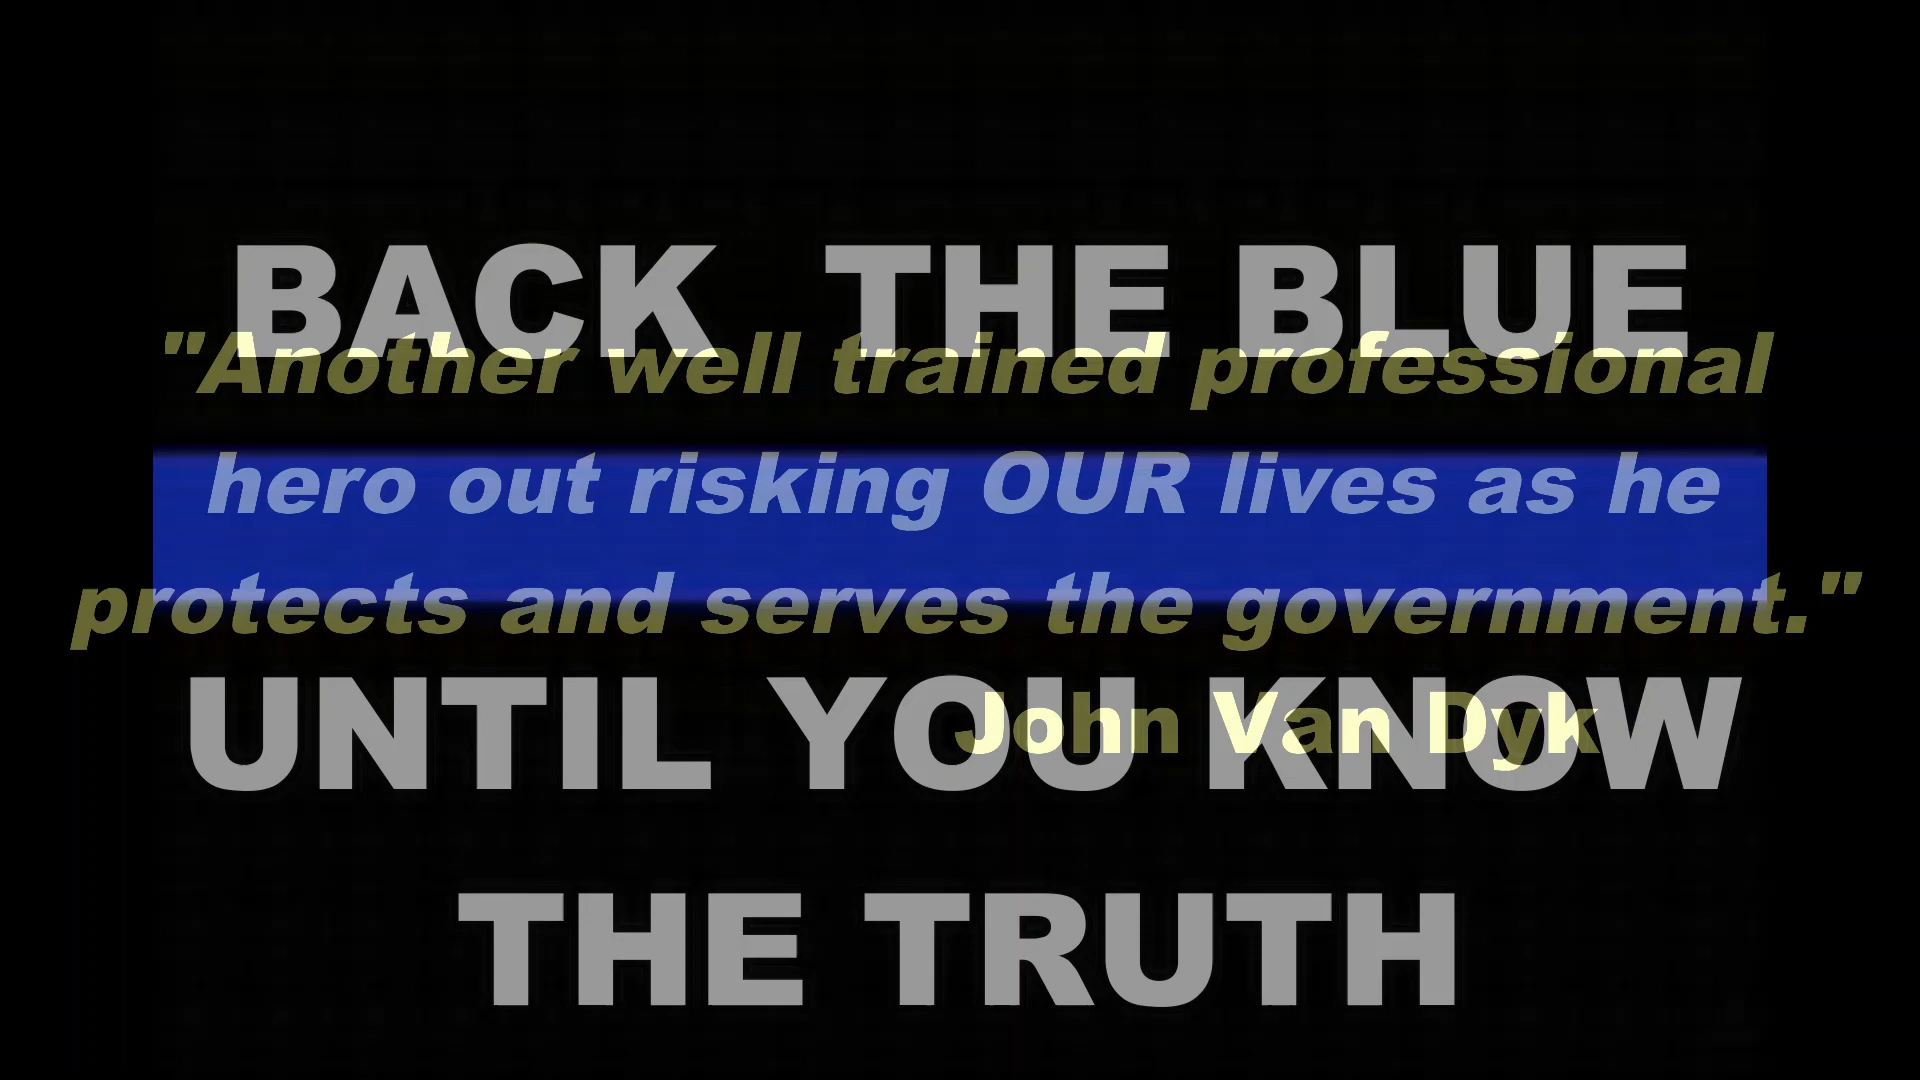 BACK THE BLUE
"Another well trained professional
hero out risking OUR lives as he
protects and serves the government."
UNTIL YOU KNOW
John Van Dyk
THE TRUTH